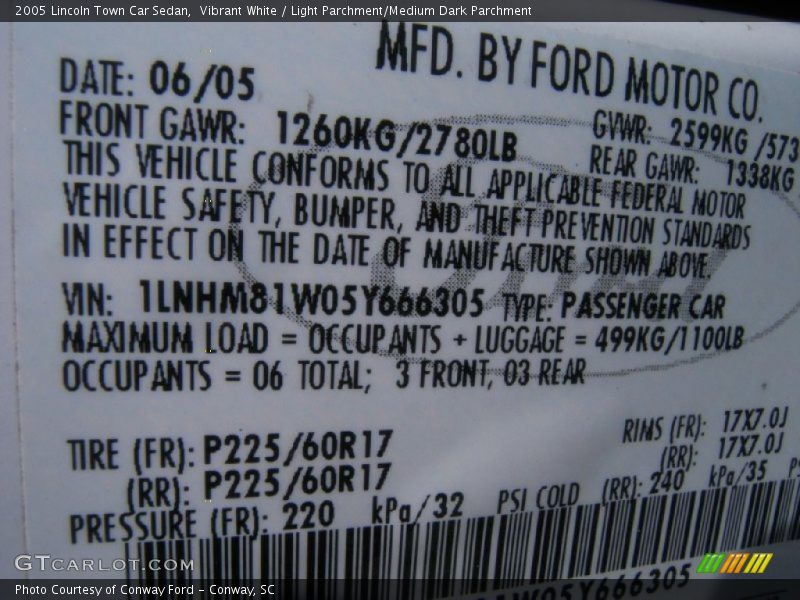 2005 Lincoln Town Car Sedan,  Vibrant White / Light Parchment/Medium Dark Parchment
MFD. BY FORD MOTOR CO.
DATE: 06/05
GVWR: 2599KG /573
FRONT GAWR: 1260KG/2780LB
REAR GAWR: 1338KG
THIS VEHICLE CONFORMS TO ALL APPLICABLE FEDERAL MOTOR
VEHICLE SAFETY, BUMPER, AND THEFT PREVENTION STANDARDS
IN EFFECT ON THE DATE OF MANUFACTURE SHOWN ABOVE.
VIN: 1LNHM81W05Y666305 TYPE: PASSENGER CAR
MAXIMUM LOAD = OCCUPANTS + LUGGAGE = 499KG/1100LB
OCCUPANTS = 06 TOTAL; 3 FRONT, 03 REAR
TIRE (FR): P225/60R17 RIMS (FR): 17X7.0J
(RR): P225/60R17 (RR): 17X7.0J
PRESSURE (FR): 220 kPa/32 PSI COLD (RR): 240 kPa/35 P
1W05Y666305
GTCARLOT.COM
Photo Courtesy of Conway Ford – Conway, SC